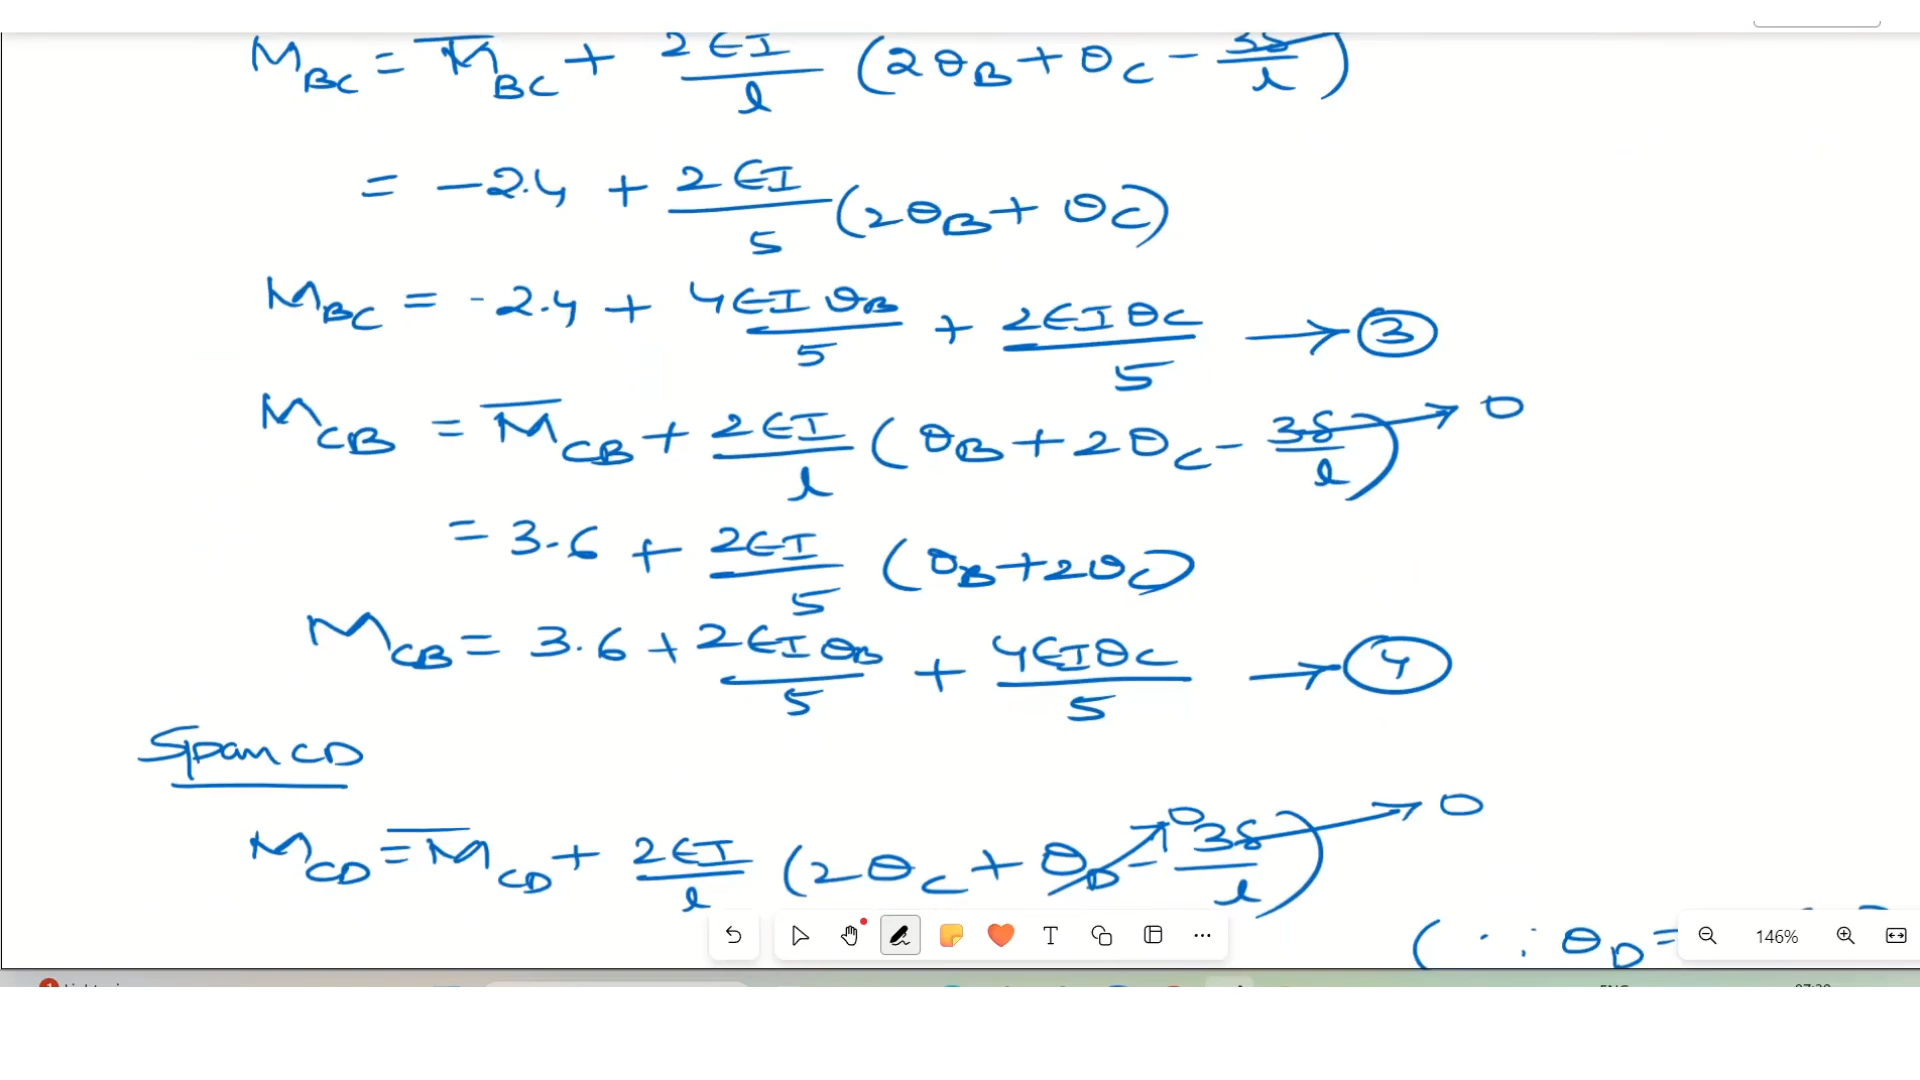 M_BC = M̅_BC + 2EI/l (2θ_B + θ_C - 3δ/l)
= -2.4 + 2EI/5 (2θ_B + θ_C)
M_BC = -2.4 + 4EIθ_B/5 + 2EIθ_C/5 → ③
M_CB = M̅_CB + 2EI/l (θ_B + 2θ_C - 3δ/l) → 0
= 3.6 + 2EI/5 (θ_B + 2θ_C)
M_CB = 3.6 + 2EIθ_B/5 + 4EIθ_C/5 → ④
Span CD
M_CD = M̅_CD + 2EI/l (2θ_C + θ_D → 0 - 3δ/l → 0)
(∵ θ_D =
146%